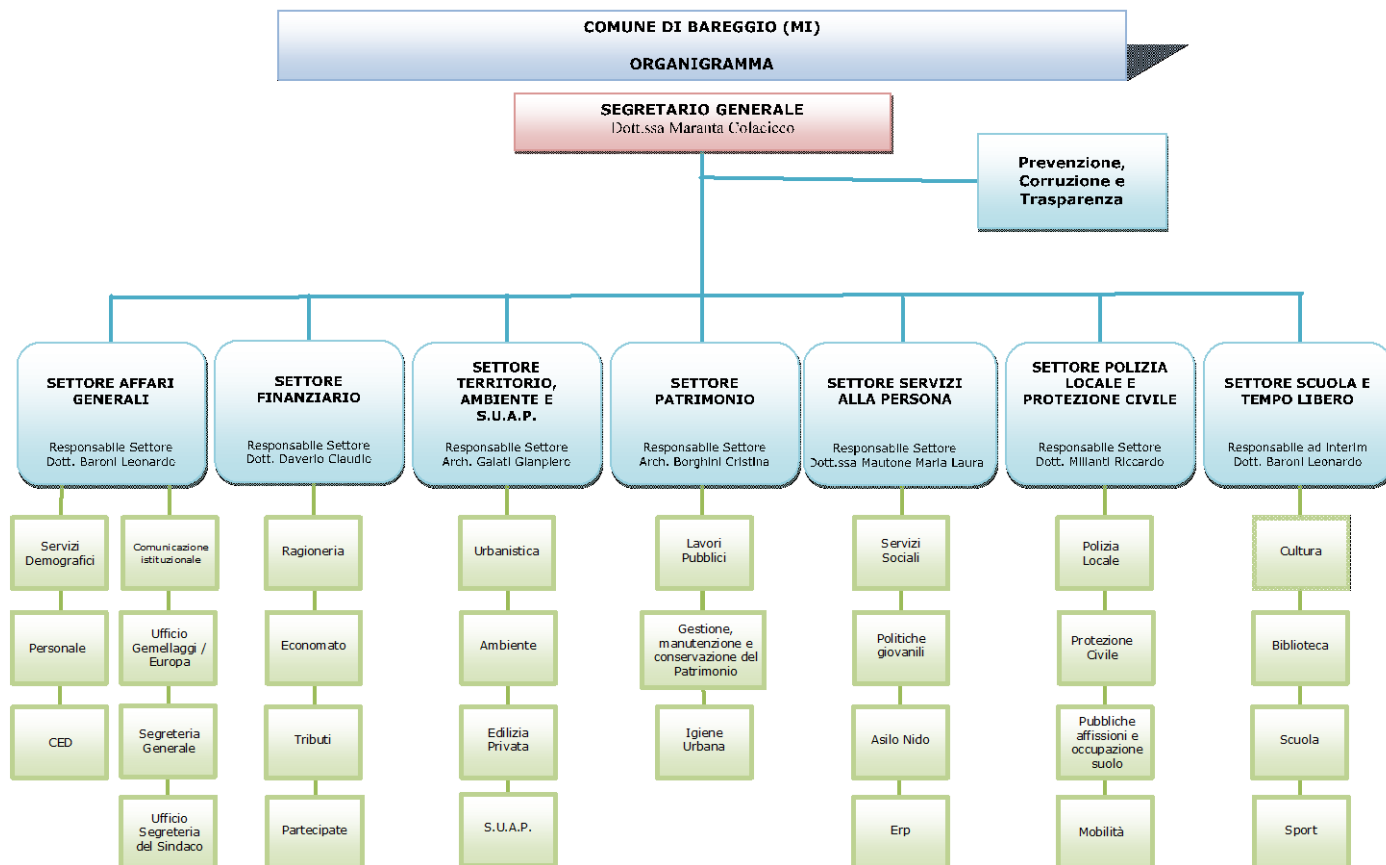 COMUNE DI BAREGGIO (MI)
ORGANIGRAMMA
SEGRETARIO GENERALE
Dott.ssa Maranta Colacicco
Prevenzione,
Corruzione e
Trasparenza
SETTORE AFFARI
GENERALI
Responsabile Settore
Dott. Baroni Leonardo
SETTORE
FINANZIARIO
Responsabile Settore
Dott. Daverio Claudio
SETTORE
TERRITORIO,
AMBIENTE E
S.U.A.P.
Responsabile Settore
Arch. Galati Gianpiero
SETTORE
PATRIMONIO
Responsabile Settore
Arch. Borghini Cristina
SETTORE SERVIZI
ALLA PERSONA
Responsabile Settore
Dott.ssa Mautone Maria Laura
SETTORE POLIZIA
LOCALE E
PROTEZIONE CIVILE
Responsabile Settore
Dott. Milianti Riccardo
SETTORE SCUOLA E
TEMPO LIBERO
Responsabile ad interim
Dott. Baroni Leonardo
Servizi
Demografici
Personale
CED
Comunicazione
istituzionale
Ufficio
Gemellaggi /
Europa
Segreteria
Generale
Ufficio
Segreteria
del Sindaco
Ragioneria
Economato
Tributi
Partecipate
Urbanistica
Ambiente
Edilizia
Privata
S.U.A.P.
Lavori
Pubblici
Gestione,
manutenzione e
conservazione del
Patrimonio
Igiene
Urbana
Servizi
Sociali
Politiche
giovanili
Asilo Nido
Erp
Polizia
Locale
Protezione
Civile
Pubbliche
affissioni e
occupazione
suolo
Mobilità
Cultura
Biblioteca
Scuola
Sport